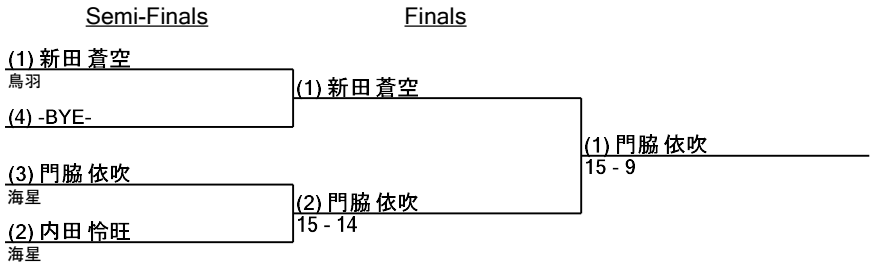 Semi-Finals
Finals
(1) 新田 蒼空
鳥羽
(1) 新田 蒼空
(4) -BYE-
(1) 門脇 依吹
15 - 9
(3) 門脇 依吹
海星
(2) 門脇 依吹
15 - 14
(2) 内田 怜旺
海星